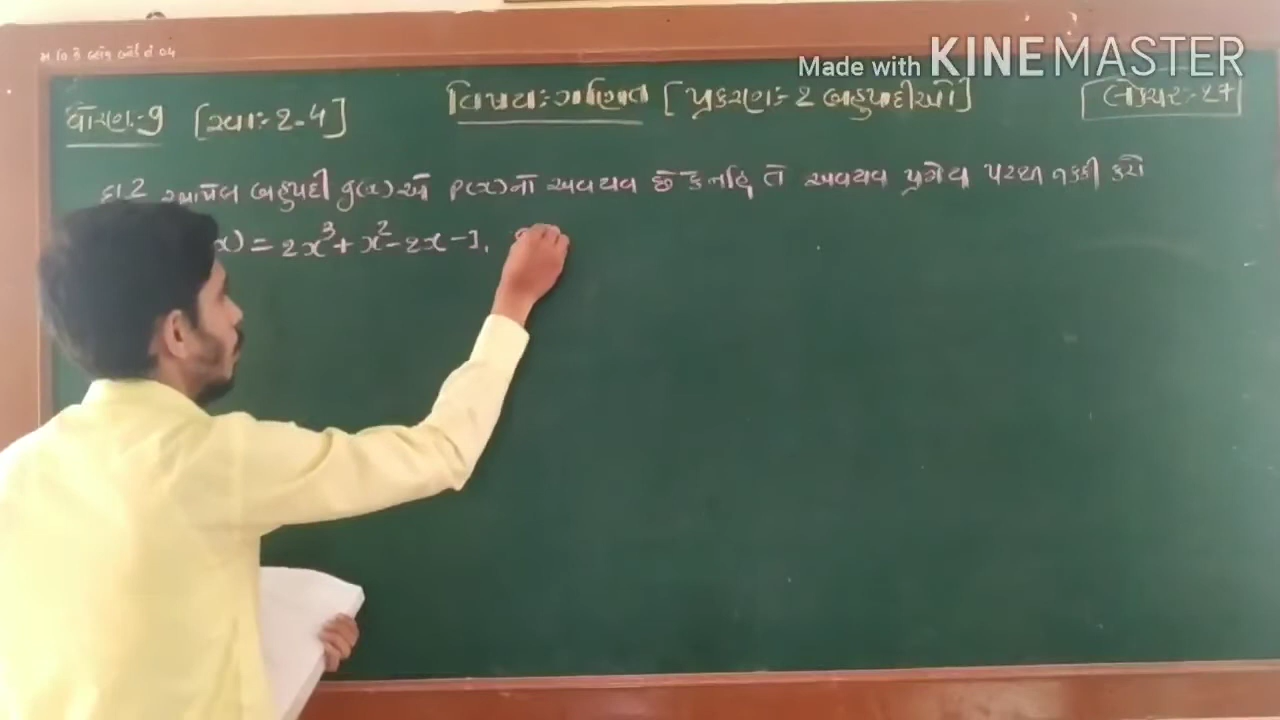 Made with KINEMASTER
ધોરણ:-9 [સ્વા:-2.4] વિષય:-ગણિત [પ્રકરણ:-2 બહુપદીઓ] લેક્ચર:-27
દા.2 આપેલ બહુપદી g(x) એ P(x)નો અવયવ છે કે નહિ તે અવયવ પ્રમેય પરથી નક્કી કરો
x) = 2x³ + x² - 2x - 1,